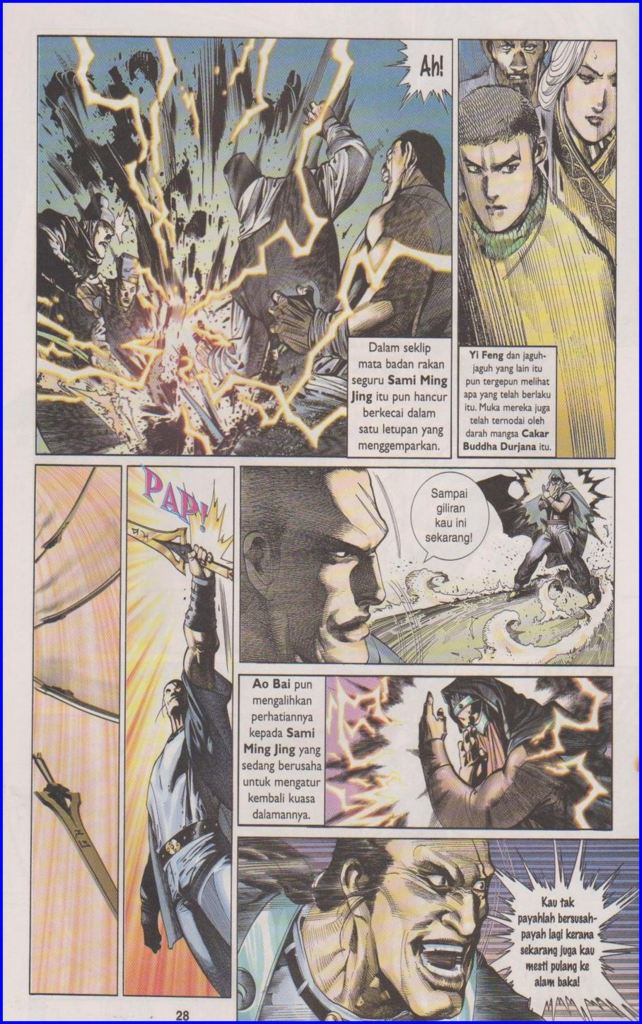 Ah!
Dalam seklip
mata badan rakan
seguru Sami Ming
Jing itu pun hancur
berkecai dalam
satu letupan yang
menggemparkan.
Yi Feng dan jaguh-
jaguh yang lain itu
pun tergepun melihat
apa yang telah berlaku
itu. Muka mereka juga
telah ternodai oleh
darah mangsa Cakar
Buddha Durjana itu.
PAP!
Sampai
giliran
kau ini
sekarang!
Ao Bai pun
mengalihkan
perhatiannya
kepada Sami
Ming Jing yang
sedang berusaha
untuk mengatur
kembali kuasa
dalamannya.
Kau tak
payahlah bersusah-
payah lagi kerana
sekarang juga kau
mesti pulang ke
alam baka!
28